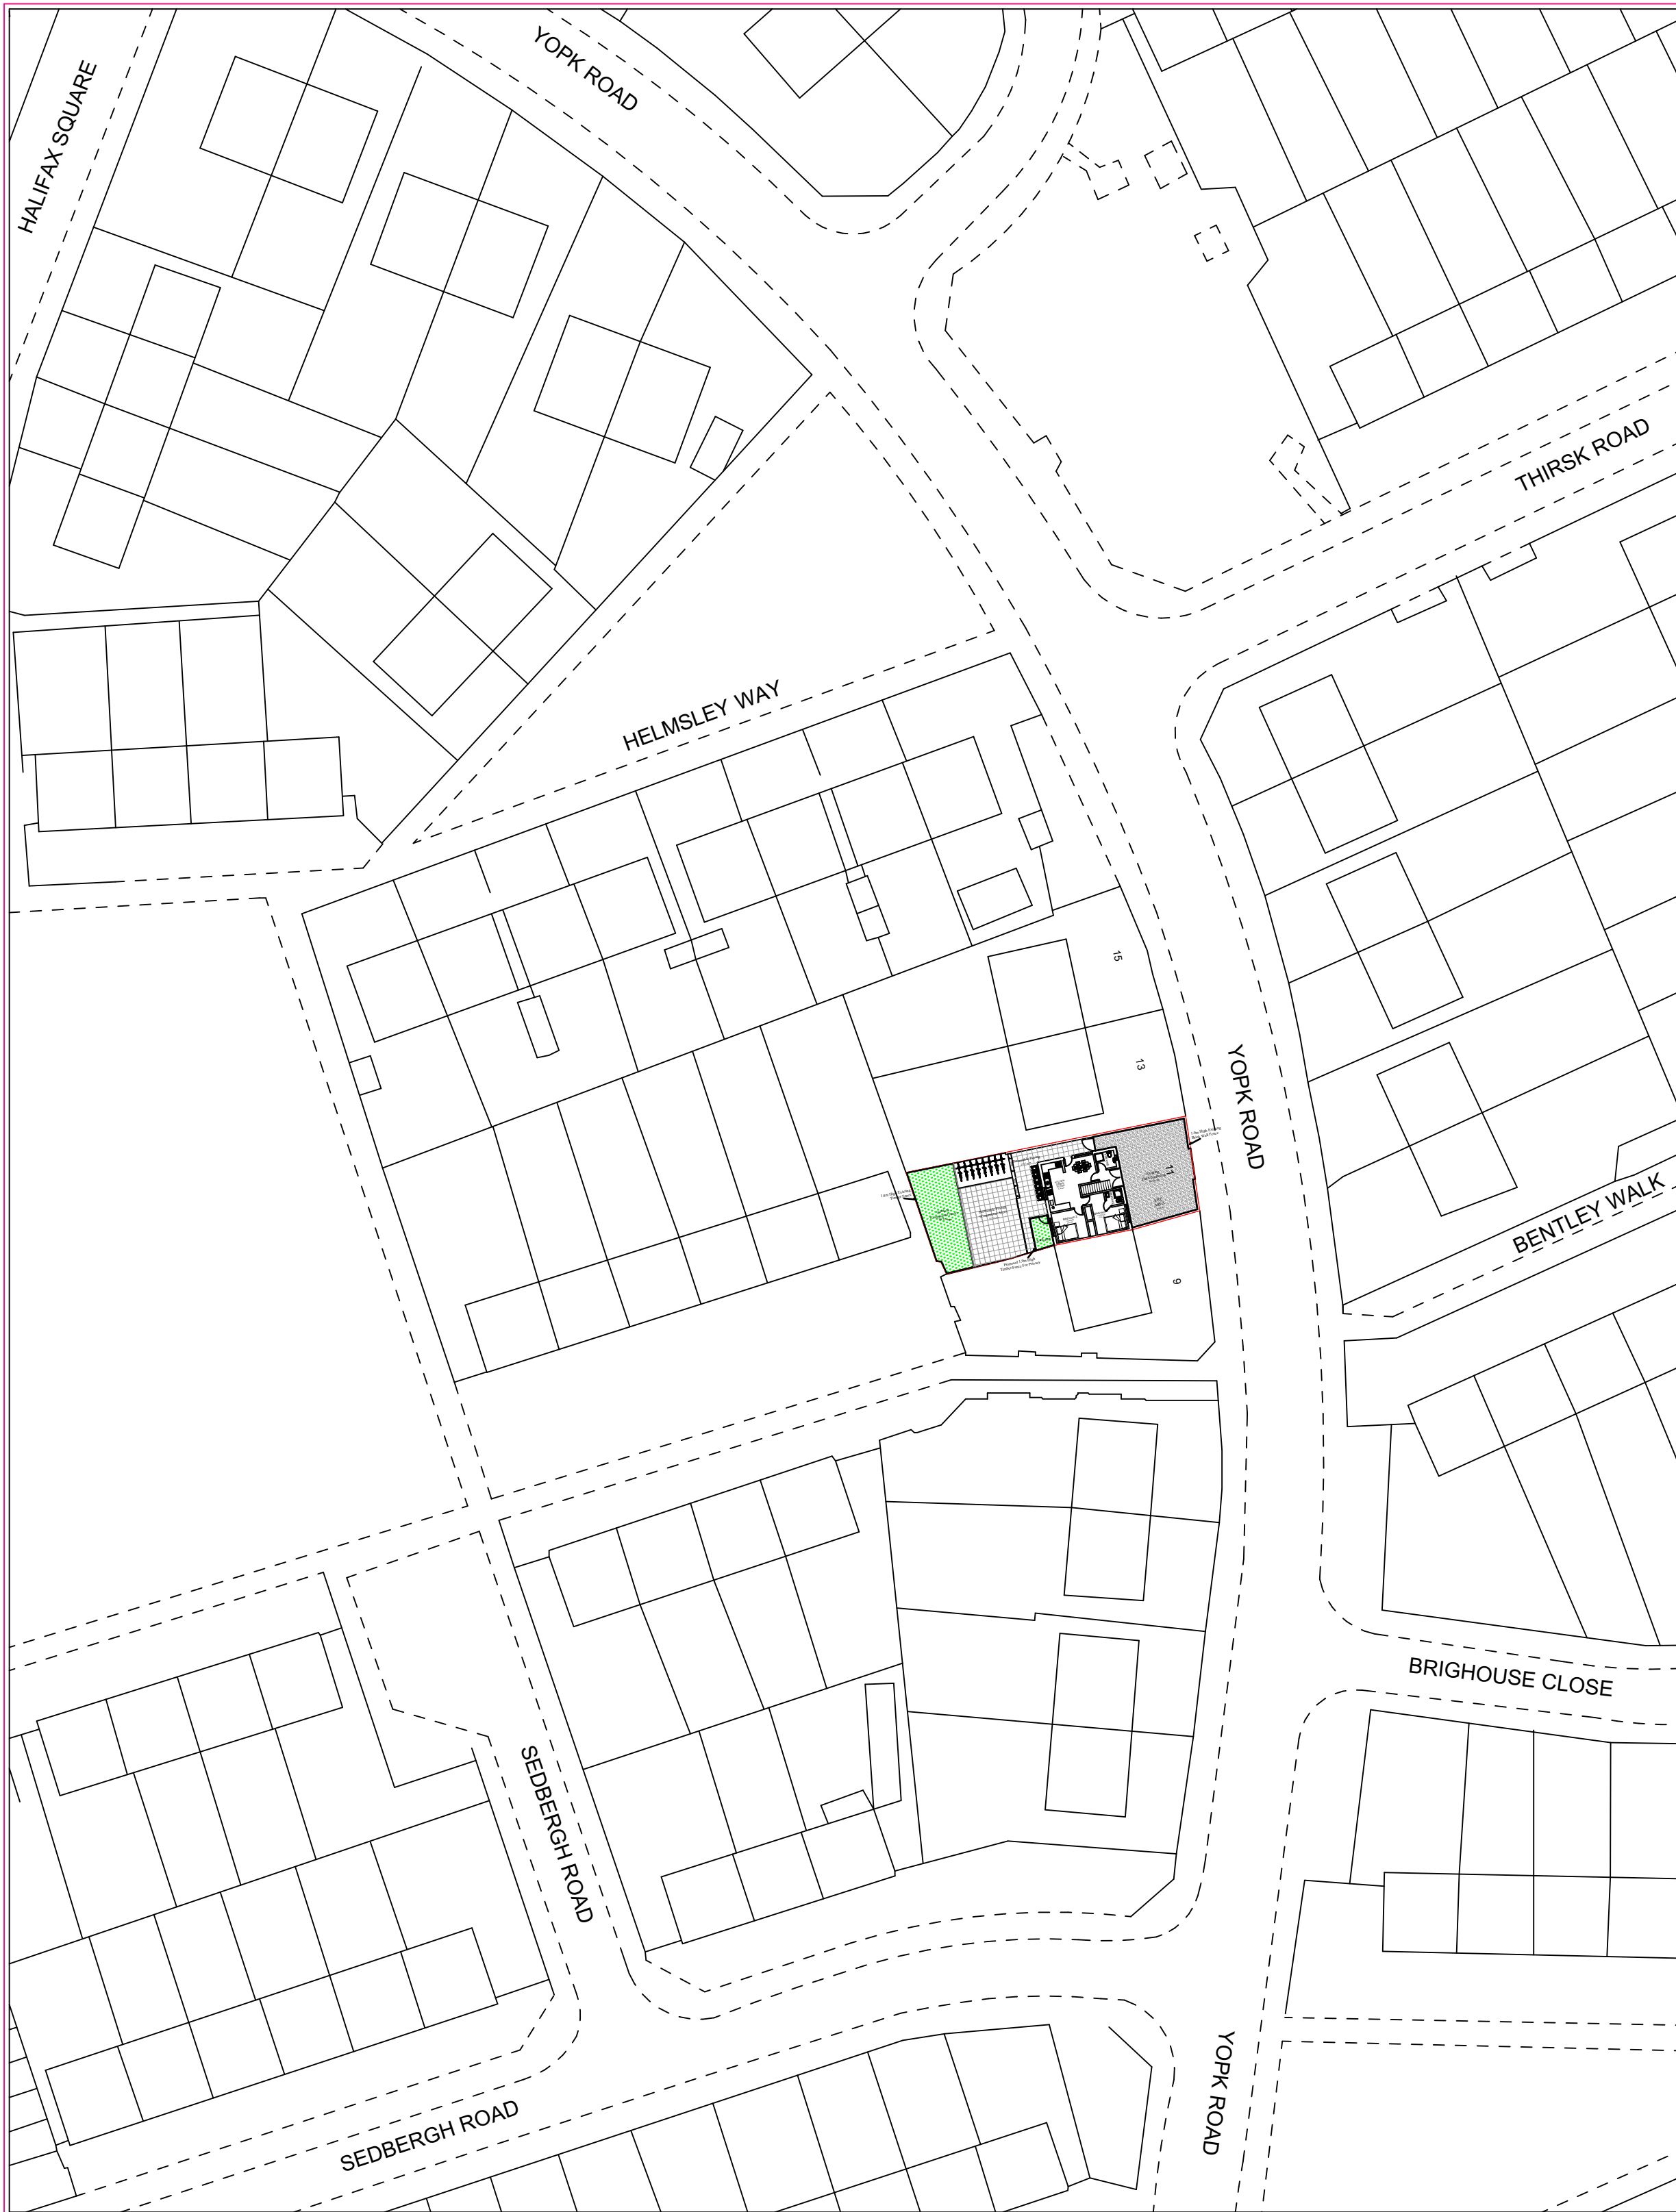 YOPK ROAD
HALIFAX SQUARE
THIRSK ROAD
HELMSLEY WAY
15
13
YOPK ROAD
11
BENTLEY WALK
9
BRIGHOUSE CLOSE
SEDBERGH ROAD
YOPK ROAD
SEDBERGH ROAD